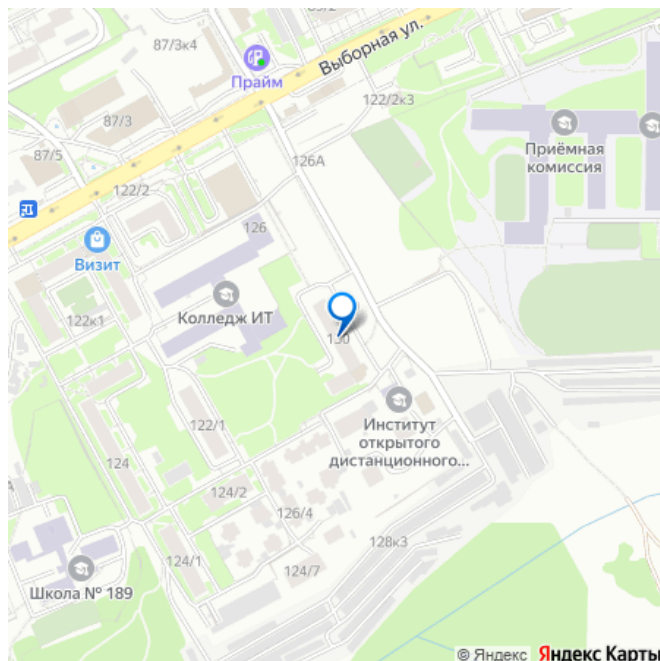 87/3к4
Прайм
Выборная ул.
122/2к3
87/3
Приёмная
комиссия
87/5
126А
122/2
126
Визит
Колледж ИТ
122к1
130
Институт
открытого
дистанционного...
122/1
124
124/2
126/4
128к3
124/1
124/7
Школа № 189
© Яндекс Яндекс Карты